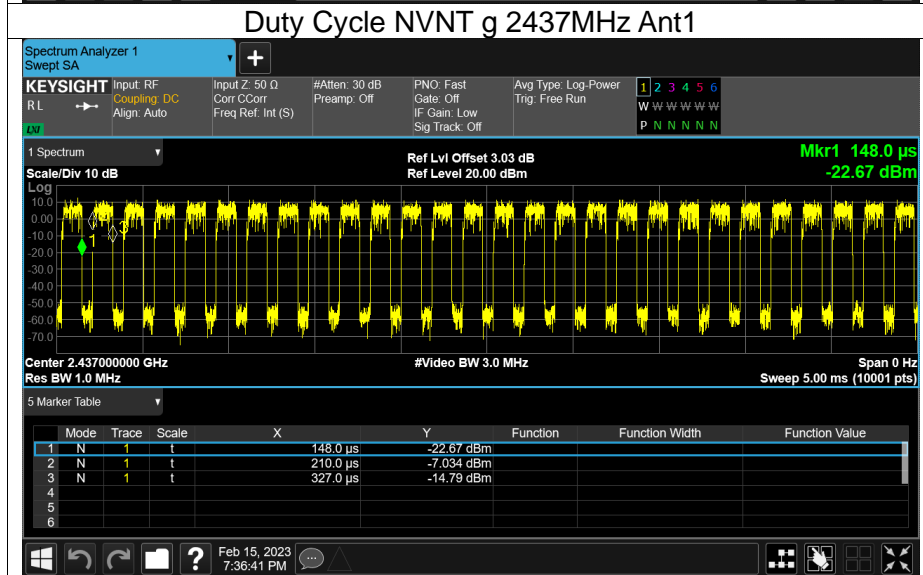 Duty Cycle NVNT g 2437MHz Ant1
Spectrum Analyzer 1
Swept SA
+
KEYSIGHT Input: RF Input Z: 50 Ω #Atten: 30 dB PNO: Fast Avg Type: Log-Power 1 2 3 4 5 6
R L Coupling: DC Corr CCorr Preamp: Off Gate: Off Trig: Free Run W W W W W W
Align: Auto Freq Ref: Int (S) IF Gain: Low
LXI Sig Track: Off P N N N N N
1 Spectrum Ref Lvl Offset 3.03 dB Mkr1 148.0 µs
Scale/Div 10 dB Ref Level 20.00 dBm -22.67 dBm
Log
10.0
0.00
-10.0
-20.0
-30.0
-40.0
-50.0
-60.0
-70.0
1
3
Center 2.437000000 GHz #Video BW 3.0 MHz Span 0 Hz
Res BW 1.0 MHz Sweep 5.00 ms (10001 pts)
5 Marker Table
Mode Trace Scale X Y Function Function Width Function Value
1 N 1 t 148.0 µs -22.67 dBm
2 N 1 t 210.0 µs -7.034 dBm
3 N 1 t 327.0 µs -14.79 dBm
4
5
6
? Feb 15, 2023
7:36:41 PM